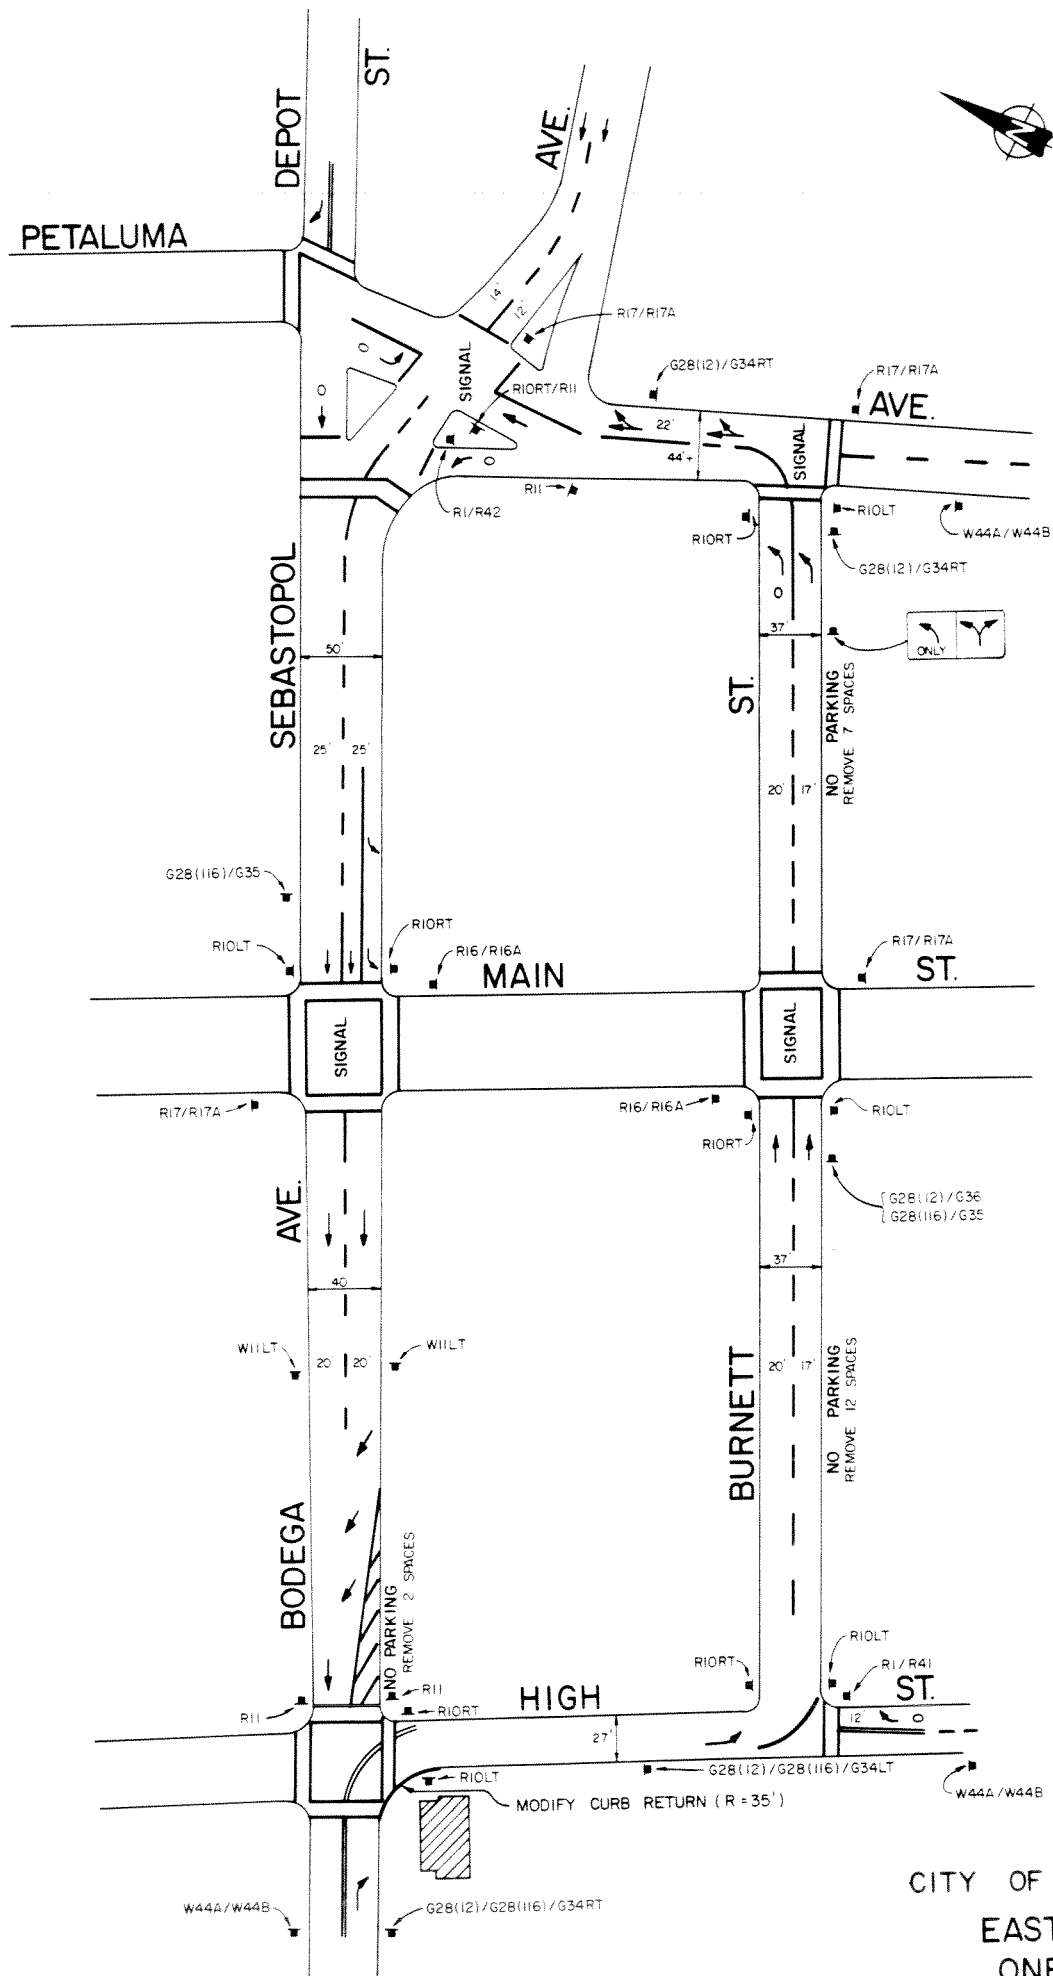 DEPOT
ST.
AVE.
N
PETALUMA
14'
12'
R17/R17A
G28(12)/G34RT
R17/R17A
AVE.
SIGNAL
R10RT/R11
22'
44'+
SIGNAL
R11
R1/R42
R10RT
R10LT
W44A/W44B
G28(12)/G34RT
ONLY
SEBASTOPOL
50'
37'
ST.
NO PARKING
REMOVE 7 SPACES
25'
25'
20'
17'
G28(116)/G35
R10LT
R10RT
R16/R16A
MAIN
R17/R17A
ST.
SIGNAL
SIGNAL
R17/R17A
R16/R16A
R10RT
R10LT
AVE.
G28(12)/G36
G28(116)/G35
40
37'
W11LT
W11LT
20'
20'
BURNETT
20'
17'
NO PARKING
REMOVE 12 SPACES
BODEGA
NO PARKING
REMOVE 2 SPACES
R10RT
R10LT
R1/R41
R11
R11
R10RT
HIGH
ST.
27'
12'
R10LT
G28(12)/G28(116)/G34LT
W44A/W44B
MODIFY CURB RETURN (R=35')
W44A/W44B
G28(12)/G28(116)/G34RT
CITY OF
EAST
ONE